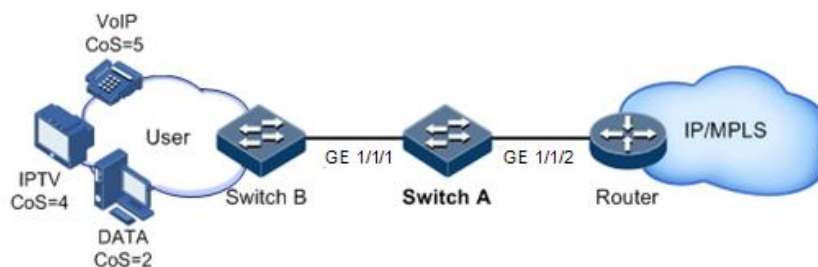 VoIP
CoS=5
User
IPTV
CoS=4
DATA
CoS=2
Switch B
GE 1/1/1
Switch A
GE 1/1/2
Router
IP/MPLS